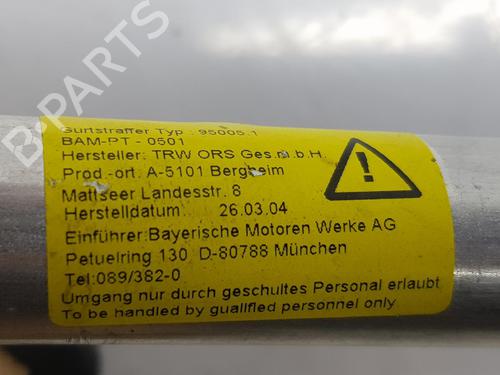 B-PARTS
Gurtstraffer Typ : 95005.1
BAM-PT - 0501
Hersteller: TRW ORS Ges.m.b.H.
Prod.-ort. A-5101 Bergheim
Mattseer Landesstr. 8
Herstelldatum: 26.03.04
Einführer:Bayerische Motoren Werke AG
Petuelring 130 D-80788 München
Tel:089/382-0
Umgang nur durch geschultes Personal erlaubt
To be handled by qualified personnel only